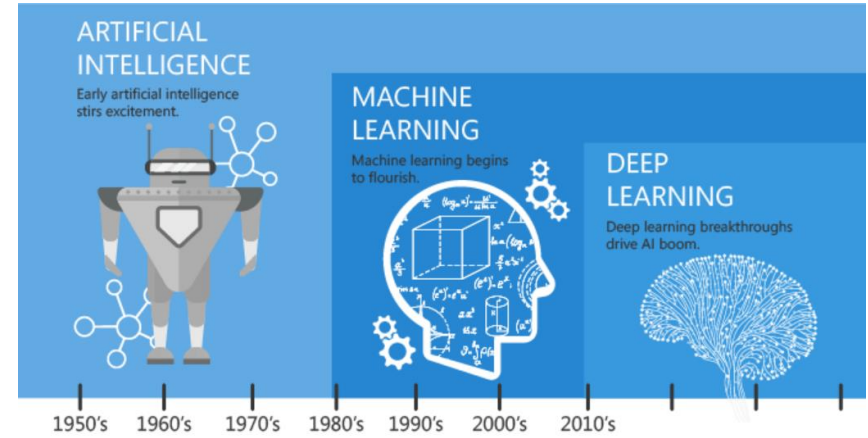 ARTIFICIAL
INTELLIGENCE
Early artificial intelligence
stirs excitement.
MACHINE
LEARNING
Machine learning begins
to flourish.
DEEP
LEARNING
Deep learning breakthroughs
drive AI boom.
1950's 1960's 1970's 1980's 1990's 2000's 2010's